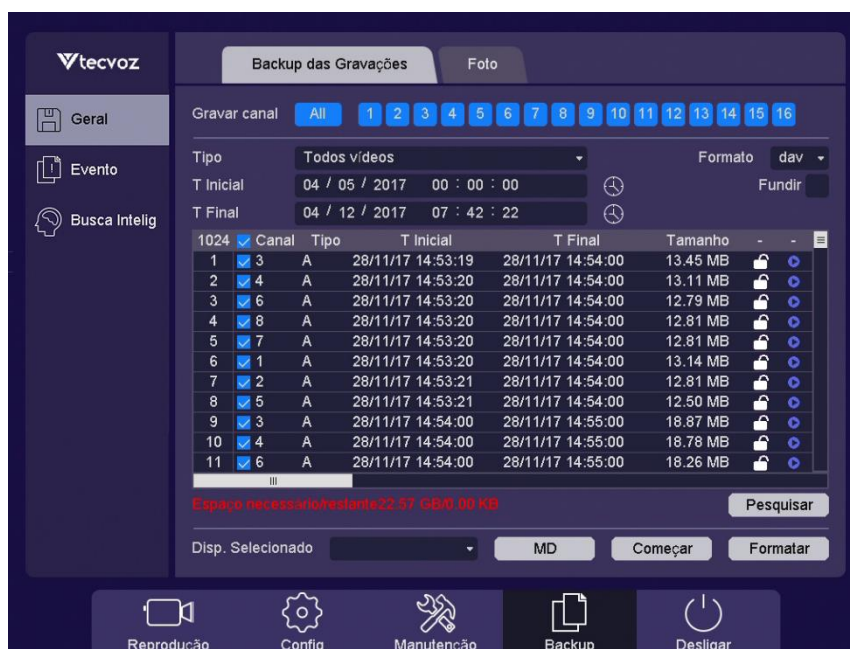 tecvoz
Backup das Gravações Foto
Geral
Evento
Busca Intelig
Gravar canal All 1 2 3 4 5 6 7 8 9 10 11 12 13 14 15 16
Tipo Todos vídeos Formato dav
T Inicial 04 / 05 / 2017 00 : 00 : 00 Fundir
T Final 04 / 12 / 2017 07 : 42 : 22
1024 Canal Tipo T Inicial T Final Tamanho - -
1 3 A 28/11/17 14:53:19 28/11/17 14:54:00 13.45 MB
2 4 A 28/11/17 14:53:20 28/11/17 14:54:00 13.11 MB
3 6 A 28/11/17 14:53:20 28/11/17 14:54:00 12.79 MB
4 8 A 28/11/17 14:53:20 28/11/17 14:54:00 12.81 MB
5 7 A 28/11/17 14:53:20 28/11/17 14:54:00 12.81 MB
6 1 A 28/11/17 14:53:20 28/11/17 14:54:00 13.14 MB
7 2 A 28/11/17 14:53:21 28/11/17 14:54:00 12.81 MB
8 5 A 28/11/17 14:53:21 28/11/17 14:54:00 12.50 MB
9 3 A 28/11/17 14:54:00 28/11/17 14:55:00 18.87 MB
10 4 A 28/11/17 14:54:00 28/11/17 14:55:00 18.78 MB
11 6 A 28/11/17 14:54:00 28/11/17 14:55:00 18.26 MB
Espaço necessário/restante22.57 GB/0.00 KB Pesquisar
Disp. Selecionado MD Começar Formatar
Reprodução Config Manutenção Backup Desligar